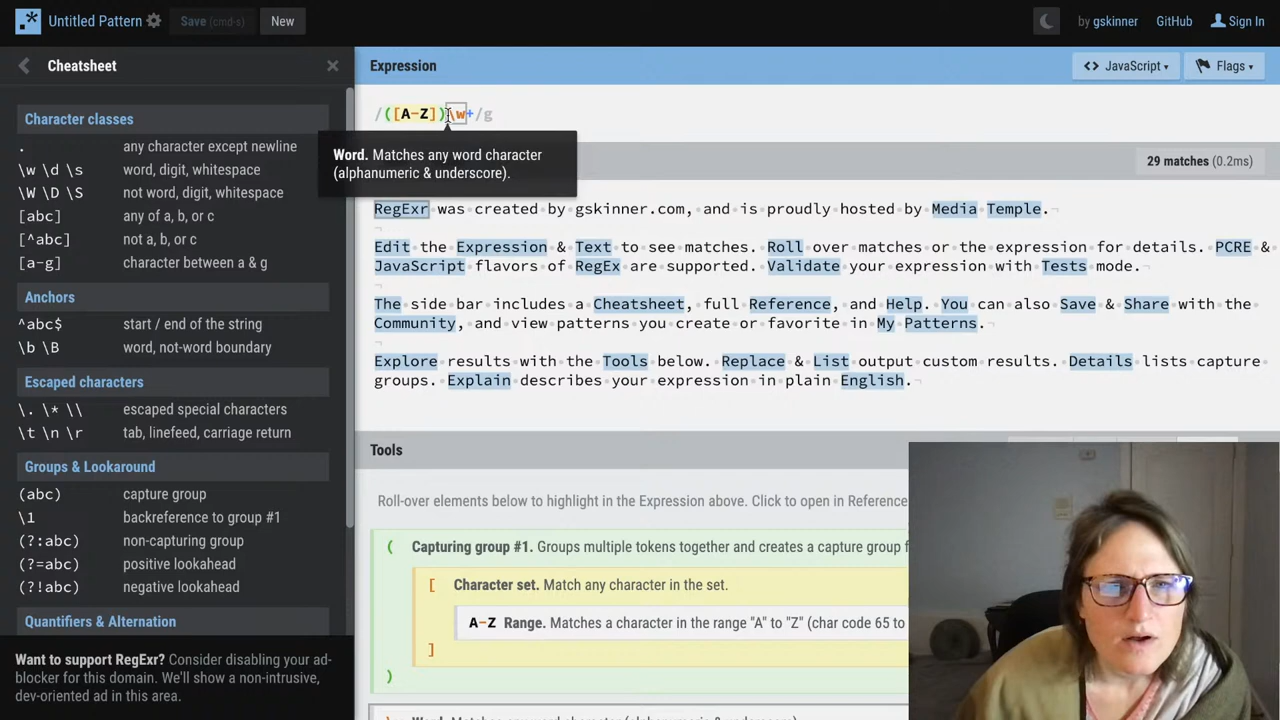 .* Untitled Pattern Save (cmd-s) New by gskinner GitHub Sign In
Cheatsheet
Expression <> JavaScript Flags
/([A-Z])\w+/g
Character classes
. any character except newline
\w \d \s word, digit, whitespace
\W \D \S not word, digit, whitespace
[abc] any of a, b, or c
[^abc] not a, b, or c
[a-g] character between a & g
Anchors
^abc$ start / end of the string
\b \B word, not-word boundary
Escaped characters
\. \* \\ escaped special characters
\t \n \r tab, linefeed, carriage return
Groups & Lookaround
(abc) capture group
\1 backreference to group #1
(?:abc) non-capturing group
(?=abc) positive lookahead
(?!abc) negative lookahead
Quantifiers & Alternation
Want to support RegExr? Consider disabling your ad-
blocker for this domain. We'll show a non-intrusive,
dev-oriented ad in this area.
Word. Matches any word character
(alphanumeric & underscore).
29 matches (0.2ms)
RegExr was created by gskinner.com, and is proudly hosted by Media Temple.
Edit the Expression & Text to see matches. Roll over matches or the expression for details. PCRE &
JavaScript flavors of RegEx are supported. Validate your expression with Tests mode.
The side bar includes a Cheatsheet, full Reference, and Help. You can also Save & Share with the
Community, and view patterns you create or favorite in My Patterns.
Explore results with the Tools below. Replace & List output custom results. Details lists capture
groups. Explain describes your expression in plain English.
Tools
Roll-over elements below to highlight in the Expression above. Click to open in Reference
( Capturing group #1. Groups multiple tokens together and creates a capture group f
[ Character set. Match any character in the set.
A-Z Range. Matches a character in the range "A" to "Z" (char code 65 to
]
)
\w Word. Matches any word character (alphanumeric & underscore).